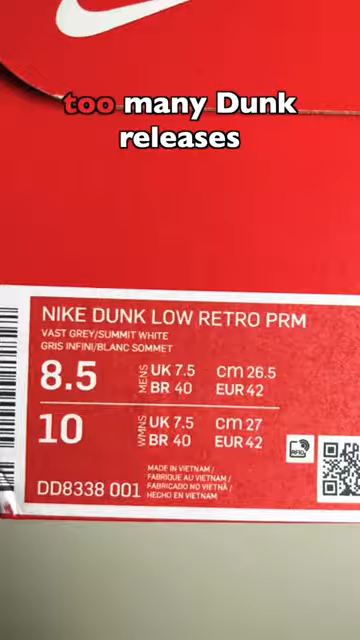 too many Dunk
releases
NIKE DUNK LOW RETRO PRM
VAST GREY/SUMMIT WHITE
GRIS INFINI/BLANC SOMMET
8.5 MENS UK 7.5 cm 26.5
BR 40 EUR 42
10 WMNS UK 7.5 cm 27
BR 40 EUR 42
RFID
MADE IN VIETNAM /
FABRIQUE AU VIETNAM /
FABRICADO NO VIETNÃ /
HECHO EN VIETNAM
DD8338 001